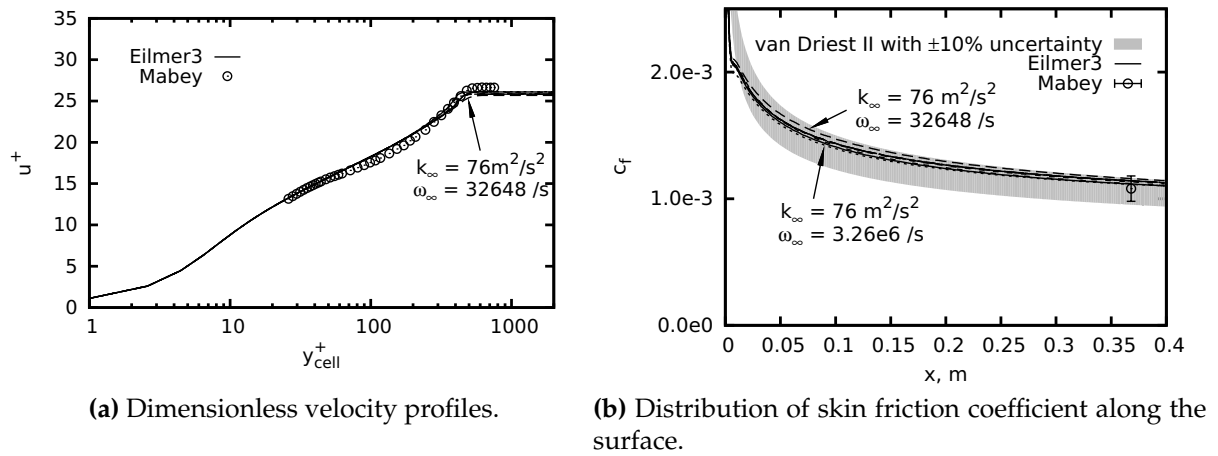 35
30
25
20
15
10
5
0
u⁺
Eilmer3
Mabey
k∞ = 76m²/s²
ω∞ = 32648 /s
1 10 100 1000
y⁺cell
(a) Dimensionless velocity profiles.
van Driest II with ±10% uncertainty
Eilmer3
Mabey
2.0e-3
1.0e-3
0.0e0
cf
k∞ = 76 m²/s²
ω∞ = 32648 /s
k∞ = 76 m²/s²
ω∞ = 3.26e6 /s
0 0.05 0.1 0.15 0.2 0.25 0.3 0.35 0.4
x, m
(b) Distribution of skin friction coefficient along the
surface.